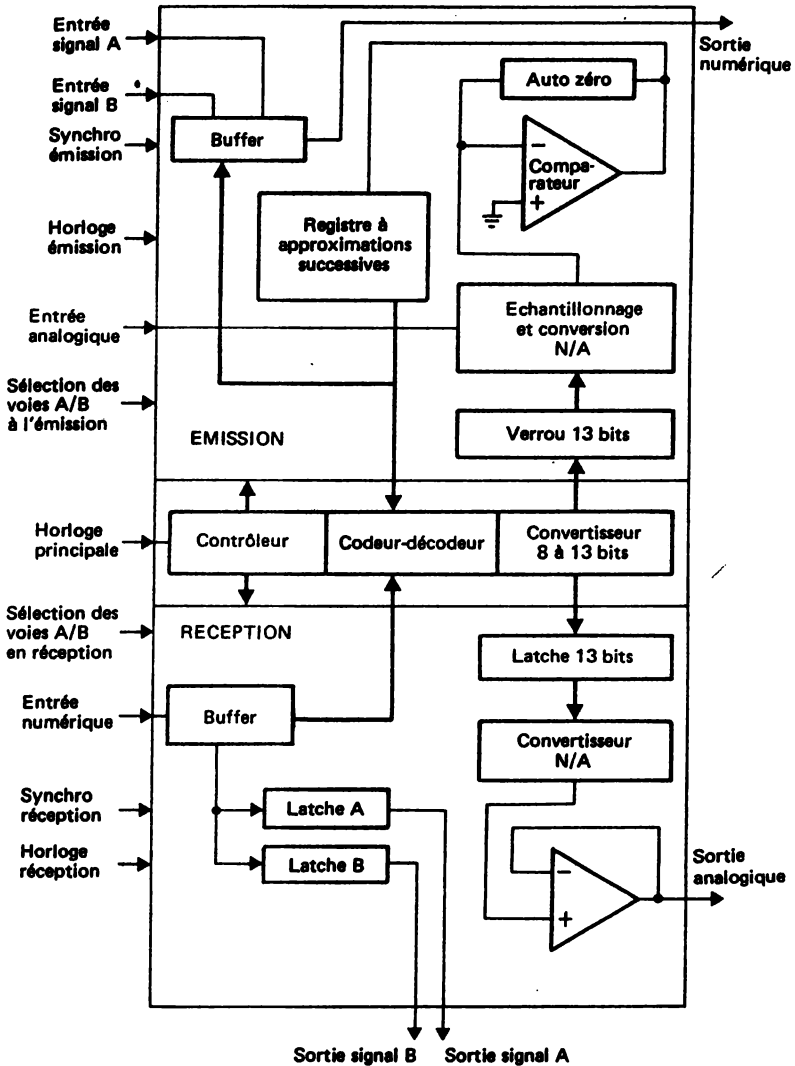 Entrée
signal A
Sortie
numérique
Entrée
signal B
Auto zéro
Synchro
émission
Buffer
−
Compa-
rateur
+
Horloge
émission
Registre à
approximations
successives
Entrée
analogique
Echantillonnage
et conversion
N/A
Sélection des
voies A/B
à l'émission
Verrou 13 bits
EMISSION
Horloge
principale
Contrôleur
Codeur-décodeur
Convertisseur
8 à 13 bits
Sélection des
voies A/B
en réception
RECEPTION
Latche 13 bits
Entrée
numérique
Buffer
Convertisseur
N/A
Synchro
réception
Latche A
Horloge
réception
Latche B
−
+
Sortie
analogique
Sortie signal B
Sortie signal A